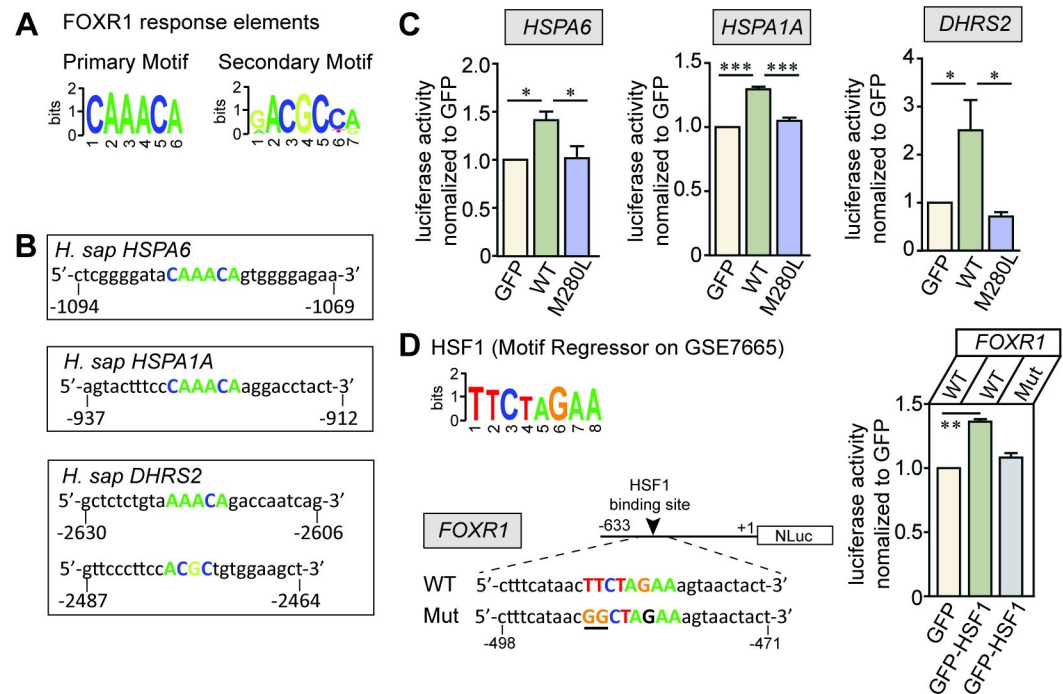 A FOXR1 response elements
Primary Motif Secondary Motif
bits 2 1 0 CAAACA 1 2 3 4 5 6
bits 2 1 0 GACGCCA 1 2 3 4 5 6 7
B
H. sap HSPA6
5’-ctcggggataCAAACAgtggggagaa-3’
-1094 -1069
H. sap HSPA1A
5’-agtactttccCAAACAaggacctact-3’
-937 -912
H. sap DHRS2
5’-gctctctgtaAAACAgaccaatcag-3’
-2630 -2606
5’-gttcccttccACGCtgtggaagct-3’
-2487 -2464
C
HSPA6
luciferase activity
nomalized to GFP
2.0
1.5
1.0
0.5
0
* *
GFP WT M280L
HSPA1A
luciferase activity
nomalized to GFP
1.5
1.0
0.5
0
*** ***
GFP WT M280L
DHRS2
luciferase activity
nomalized to GFP
4
3
2
1
0
* *
GFP WT M280L
D HSF1 (Motif Regressor on GSE7665)
bits 2 1 0 TTCTAGAA 1 2 3 4 5 6 7 8
HSF1
binding site
-633 +1 NLuc
FOXR1
WT 5’-ctttcataacTTCTAGAAagtaactact-3’
Mut 5’-ctttcataacGGCTAGAAagtaactact-3’
-498 -471
FOXR1
WT WT Mut
luciferase activity
nomalized to GFP
1.5
1.0
0.5
0
**
GFP GFP-HSF1 GFP-HSF1